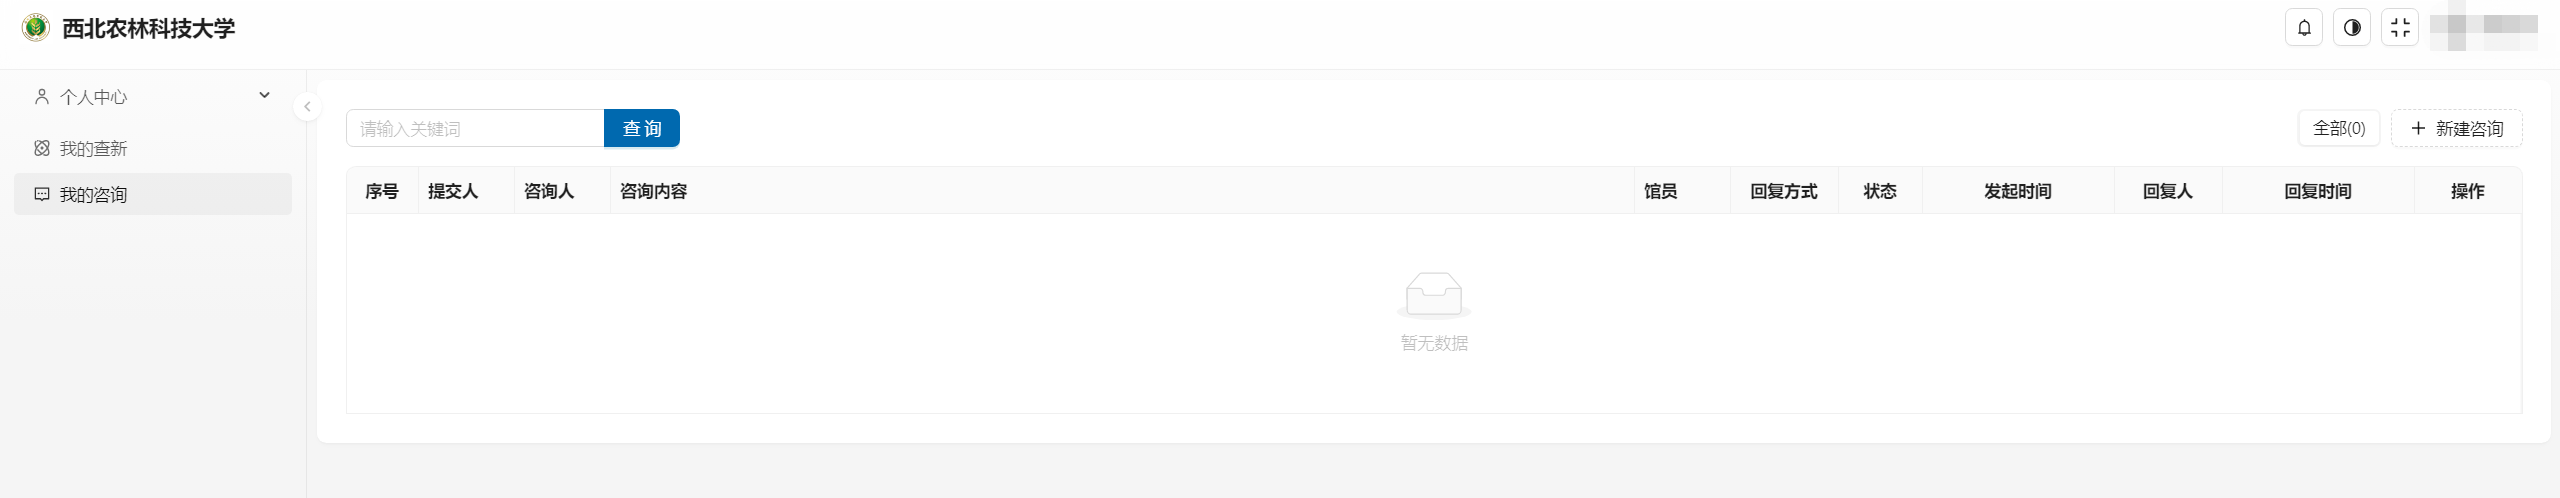 西北农林科技大学
个人中心
我的查新
我的咨询
请输入关键词 查询 全部(0) 新建咨询
序号 提交人 咨询人 咨询内容 馆员 回复方式 状态 发起时间 回复人 回复时间 操作
暂无数据